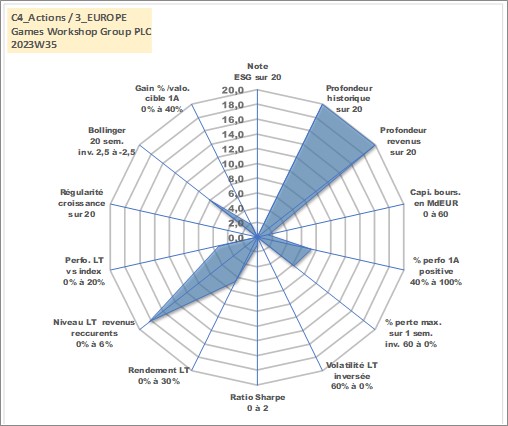 C4_Actions / 3_EUROPE
Games Workshop Group PLC
2023W35
Note
ESG sur 20
Profondeur
historique
sur 20
Profondeur
revenus
sur 20
Capi. bours.
en MdEUR
0 à 60
% perfo 1A
positive
40% à 100%
% perte max.
sur 1 sem.
inv. 60 à 0%
Volatilité LT
inversée
60% à 0%
Ratio Sharpe
0 à 2
Rendement LT
0% à 30%
Niveau LT revenus
reccurents
0% à 6%
Perfo. LT
vs index
0% à 20%
Régularité
croissance
sur 20
Bollinger
20 sem.
inv. 2,5 à -2,5
Gain % /valo.
cible 1A
0% à 40%
20,0
18,0
16,0
14,0
12,0
10,0
8,0
6,0
4,0
2,0
0,0